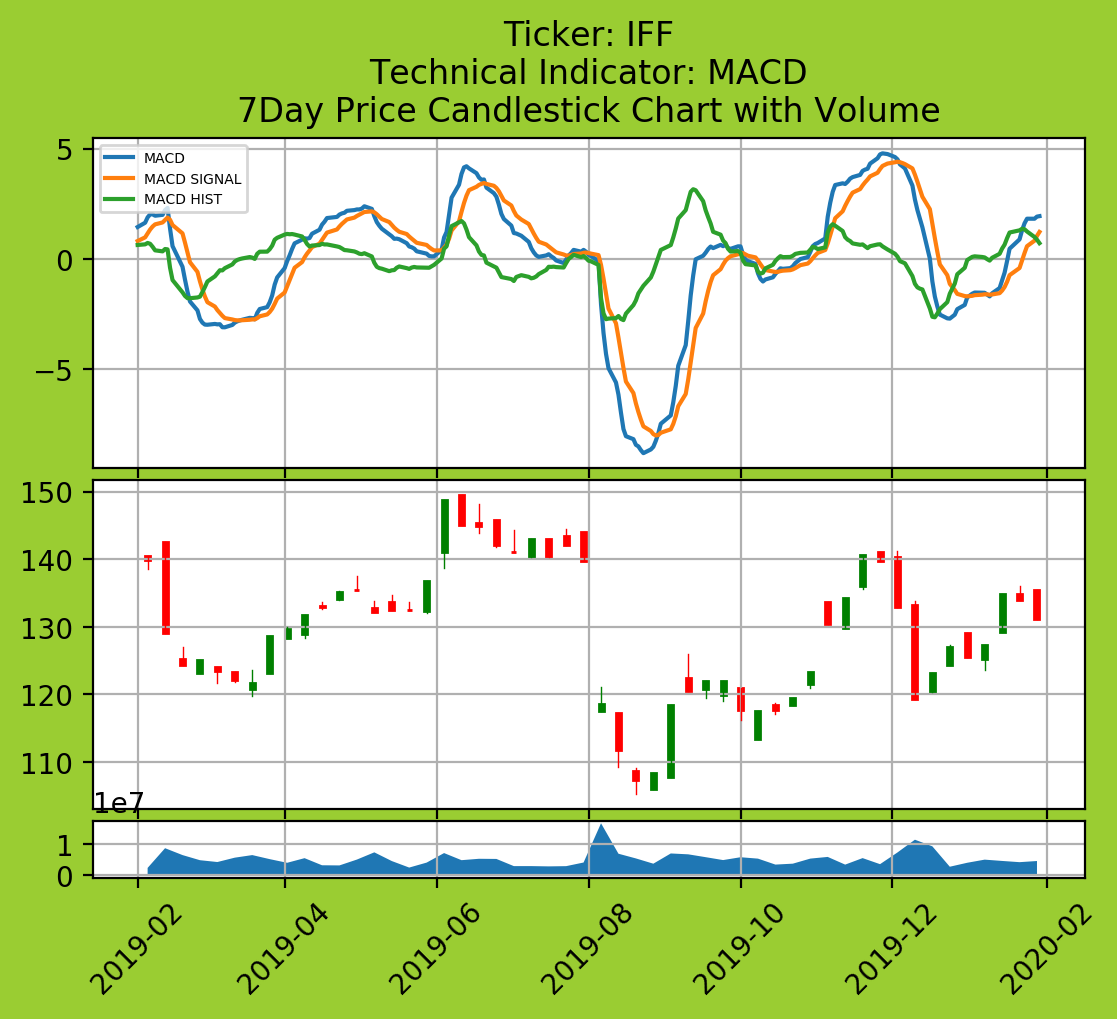 Ticker: IFF
Technical Indicator: MACD
7Day Price Candlestick Chart with Volume
5
0
−5
MACD
MACD SIGNAL
MACD HIST
150
140
130
120
110
1e7
1
0
2019-02
2019-04
2019-06
2019-08
2019-10
2019-12
2020-02